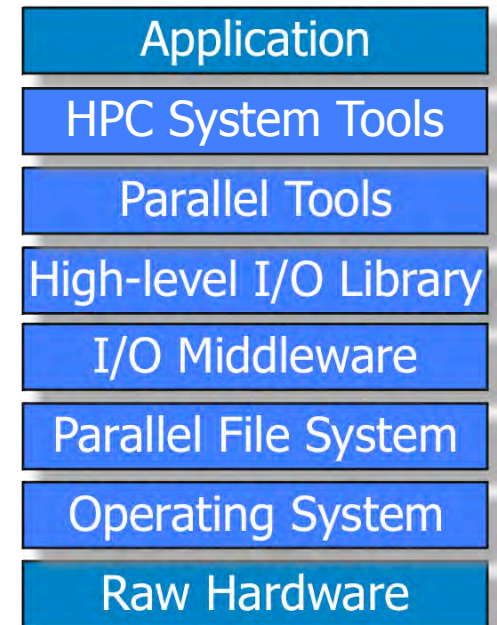 Application
HPC System Tools
Parallel Tools
High-level I/O Library
I/O Middleware
Parallel File System
Operating System
Raw Hardware